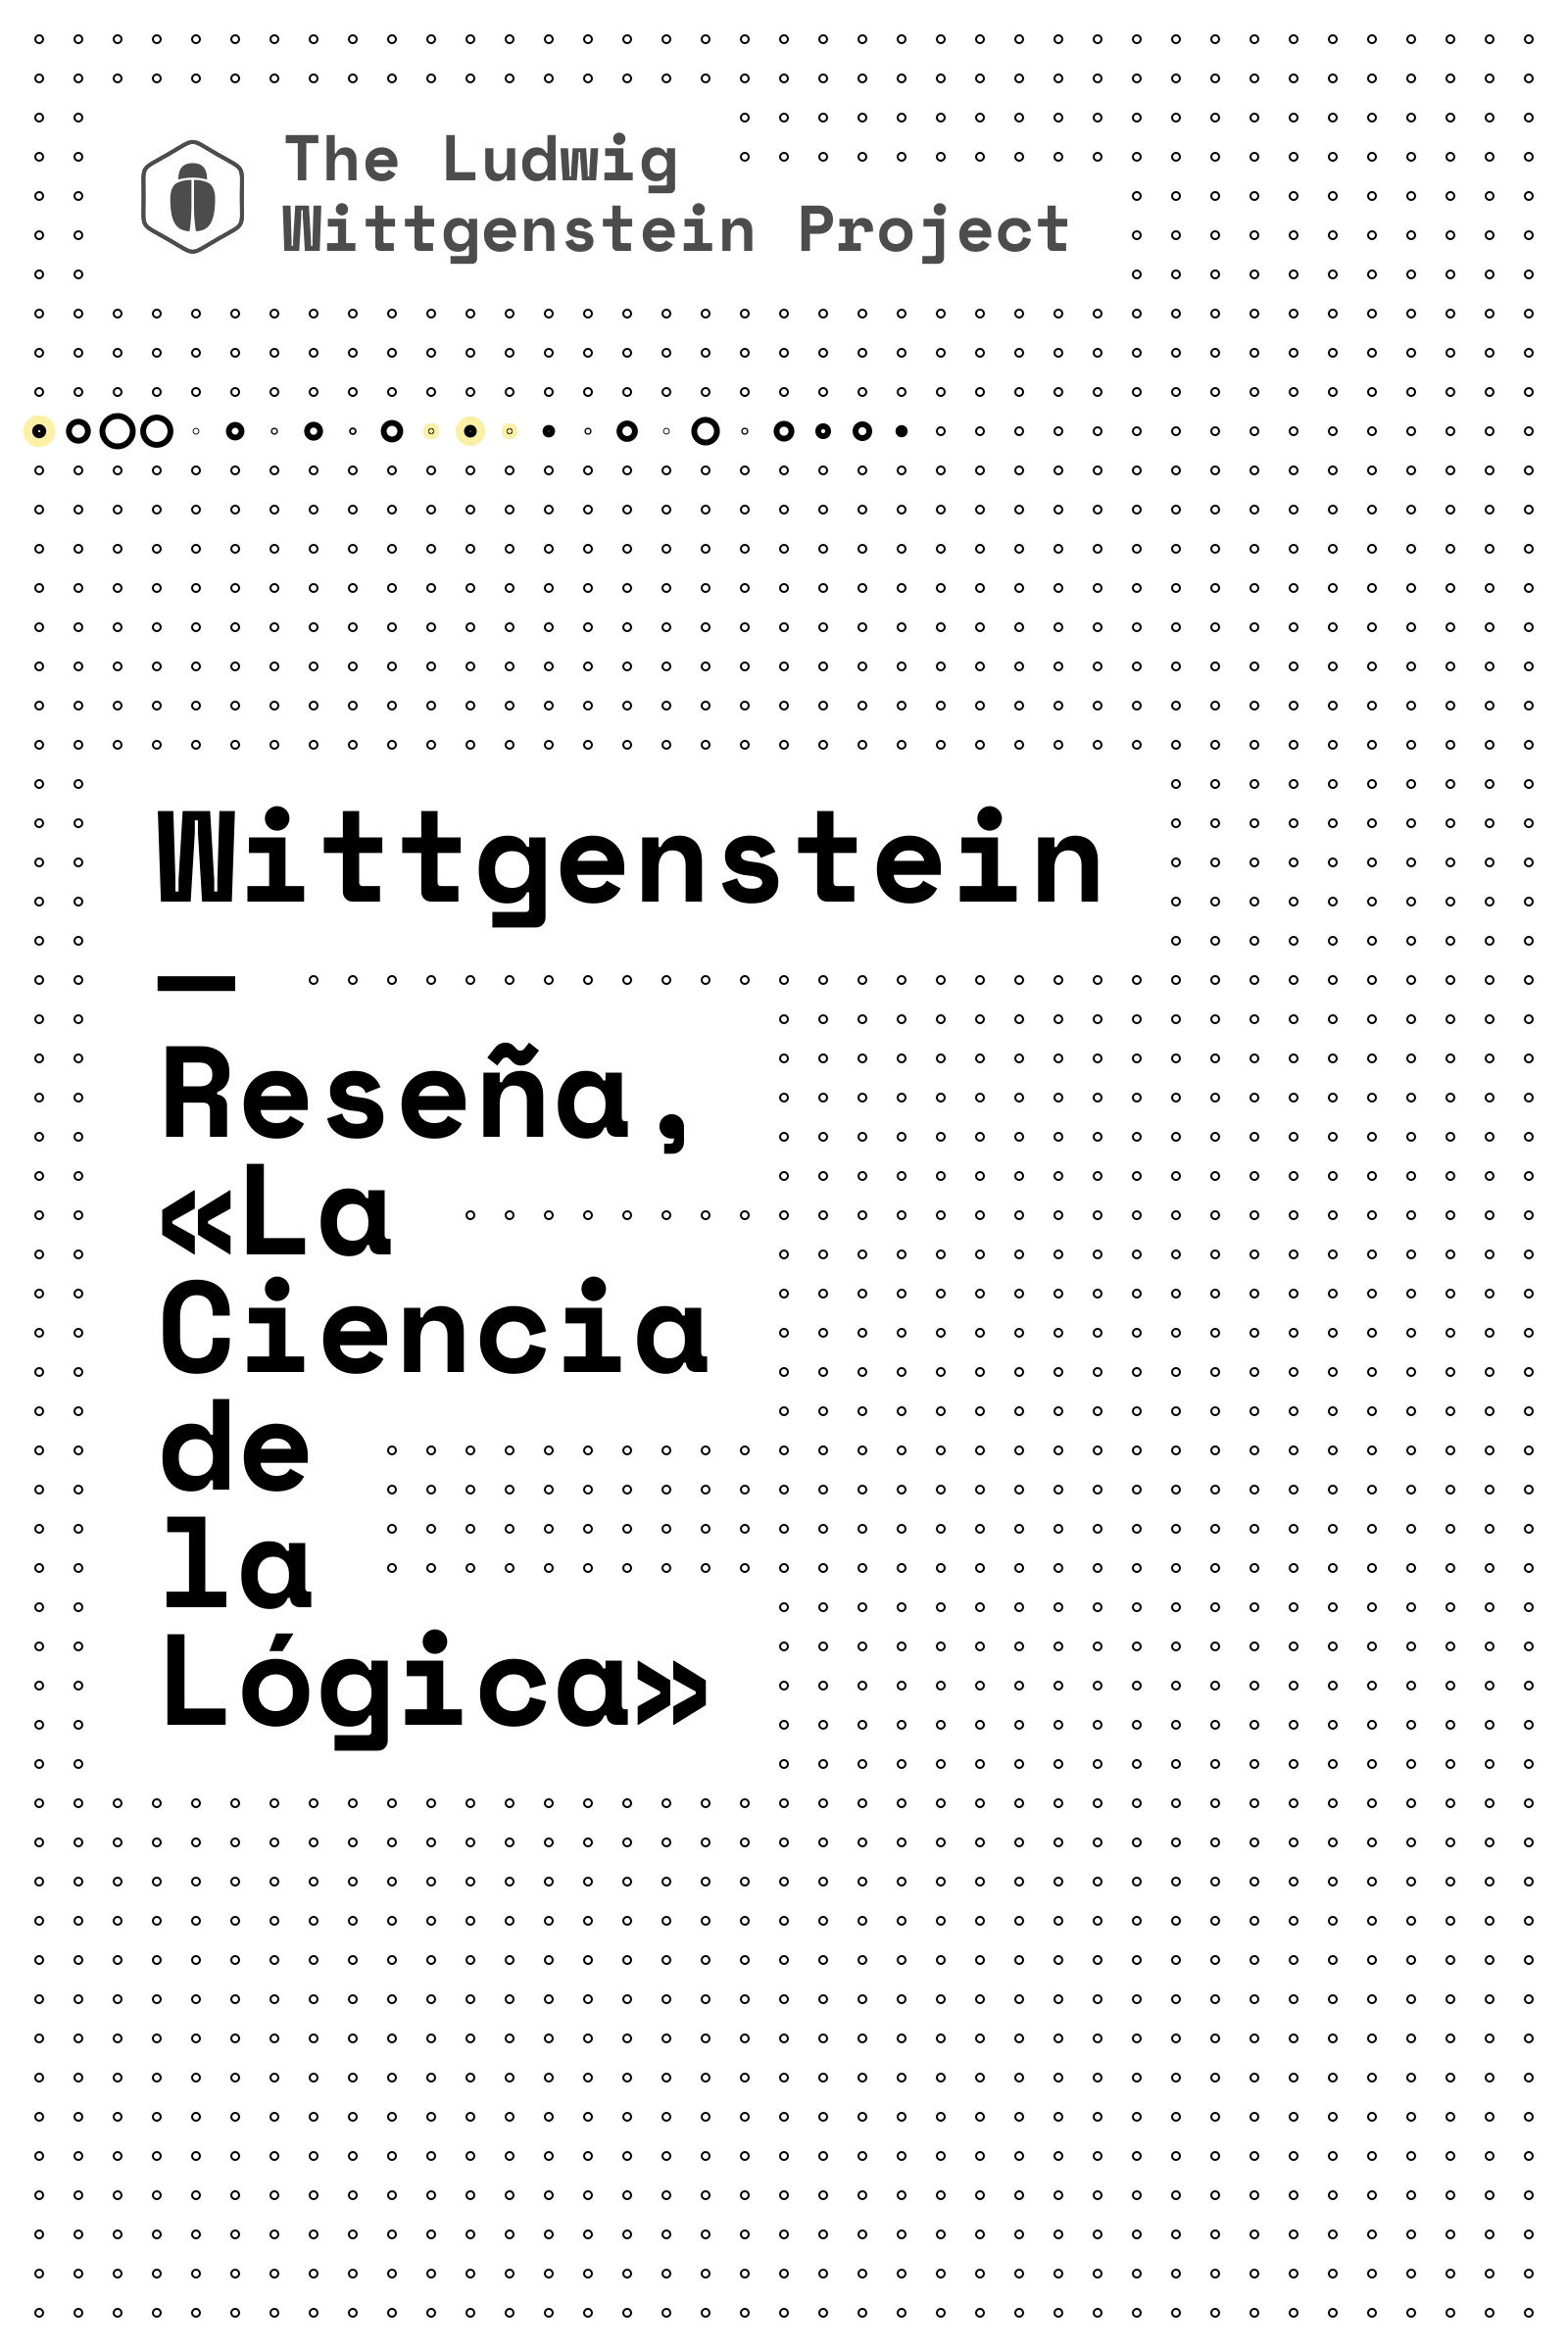 The Ludwig
Wittgenstein Project
Wittgenstein
—
Reseña,
«La
Ciencia
de
la
Lógica»